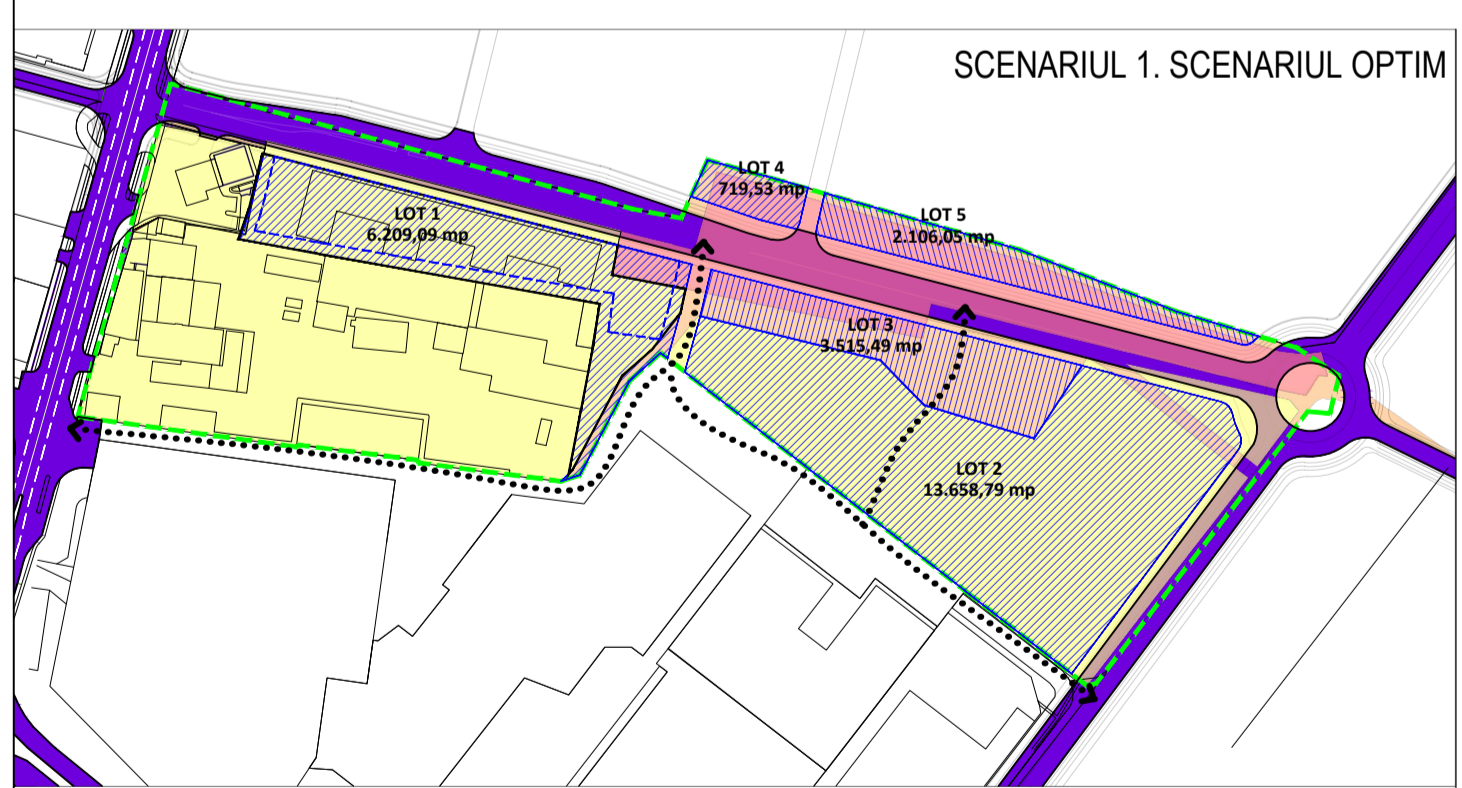 SCENARIUL 1. SCENARIUL OPTIM
LOT 4
719,53 mp
LOT 1
6.209,09 mp
LOT 5
2.106,05 mp
LOT 3
3.515,49 mp
LOT 2
13.658,79 mp